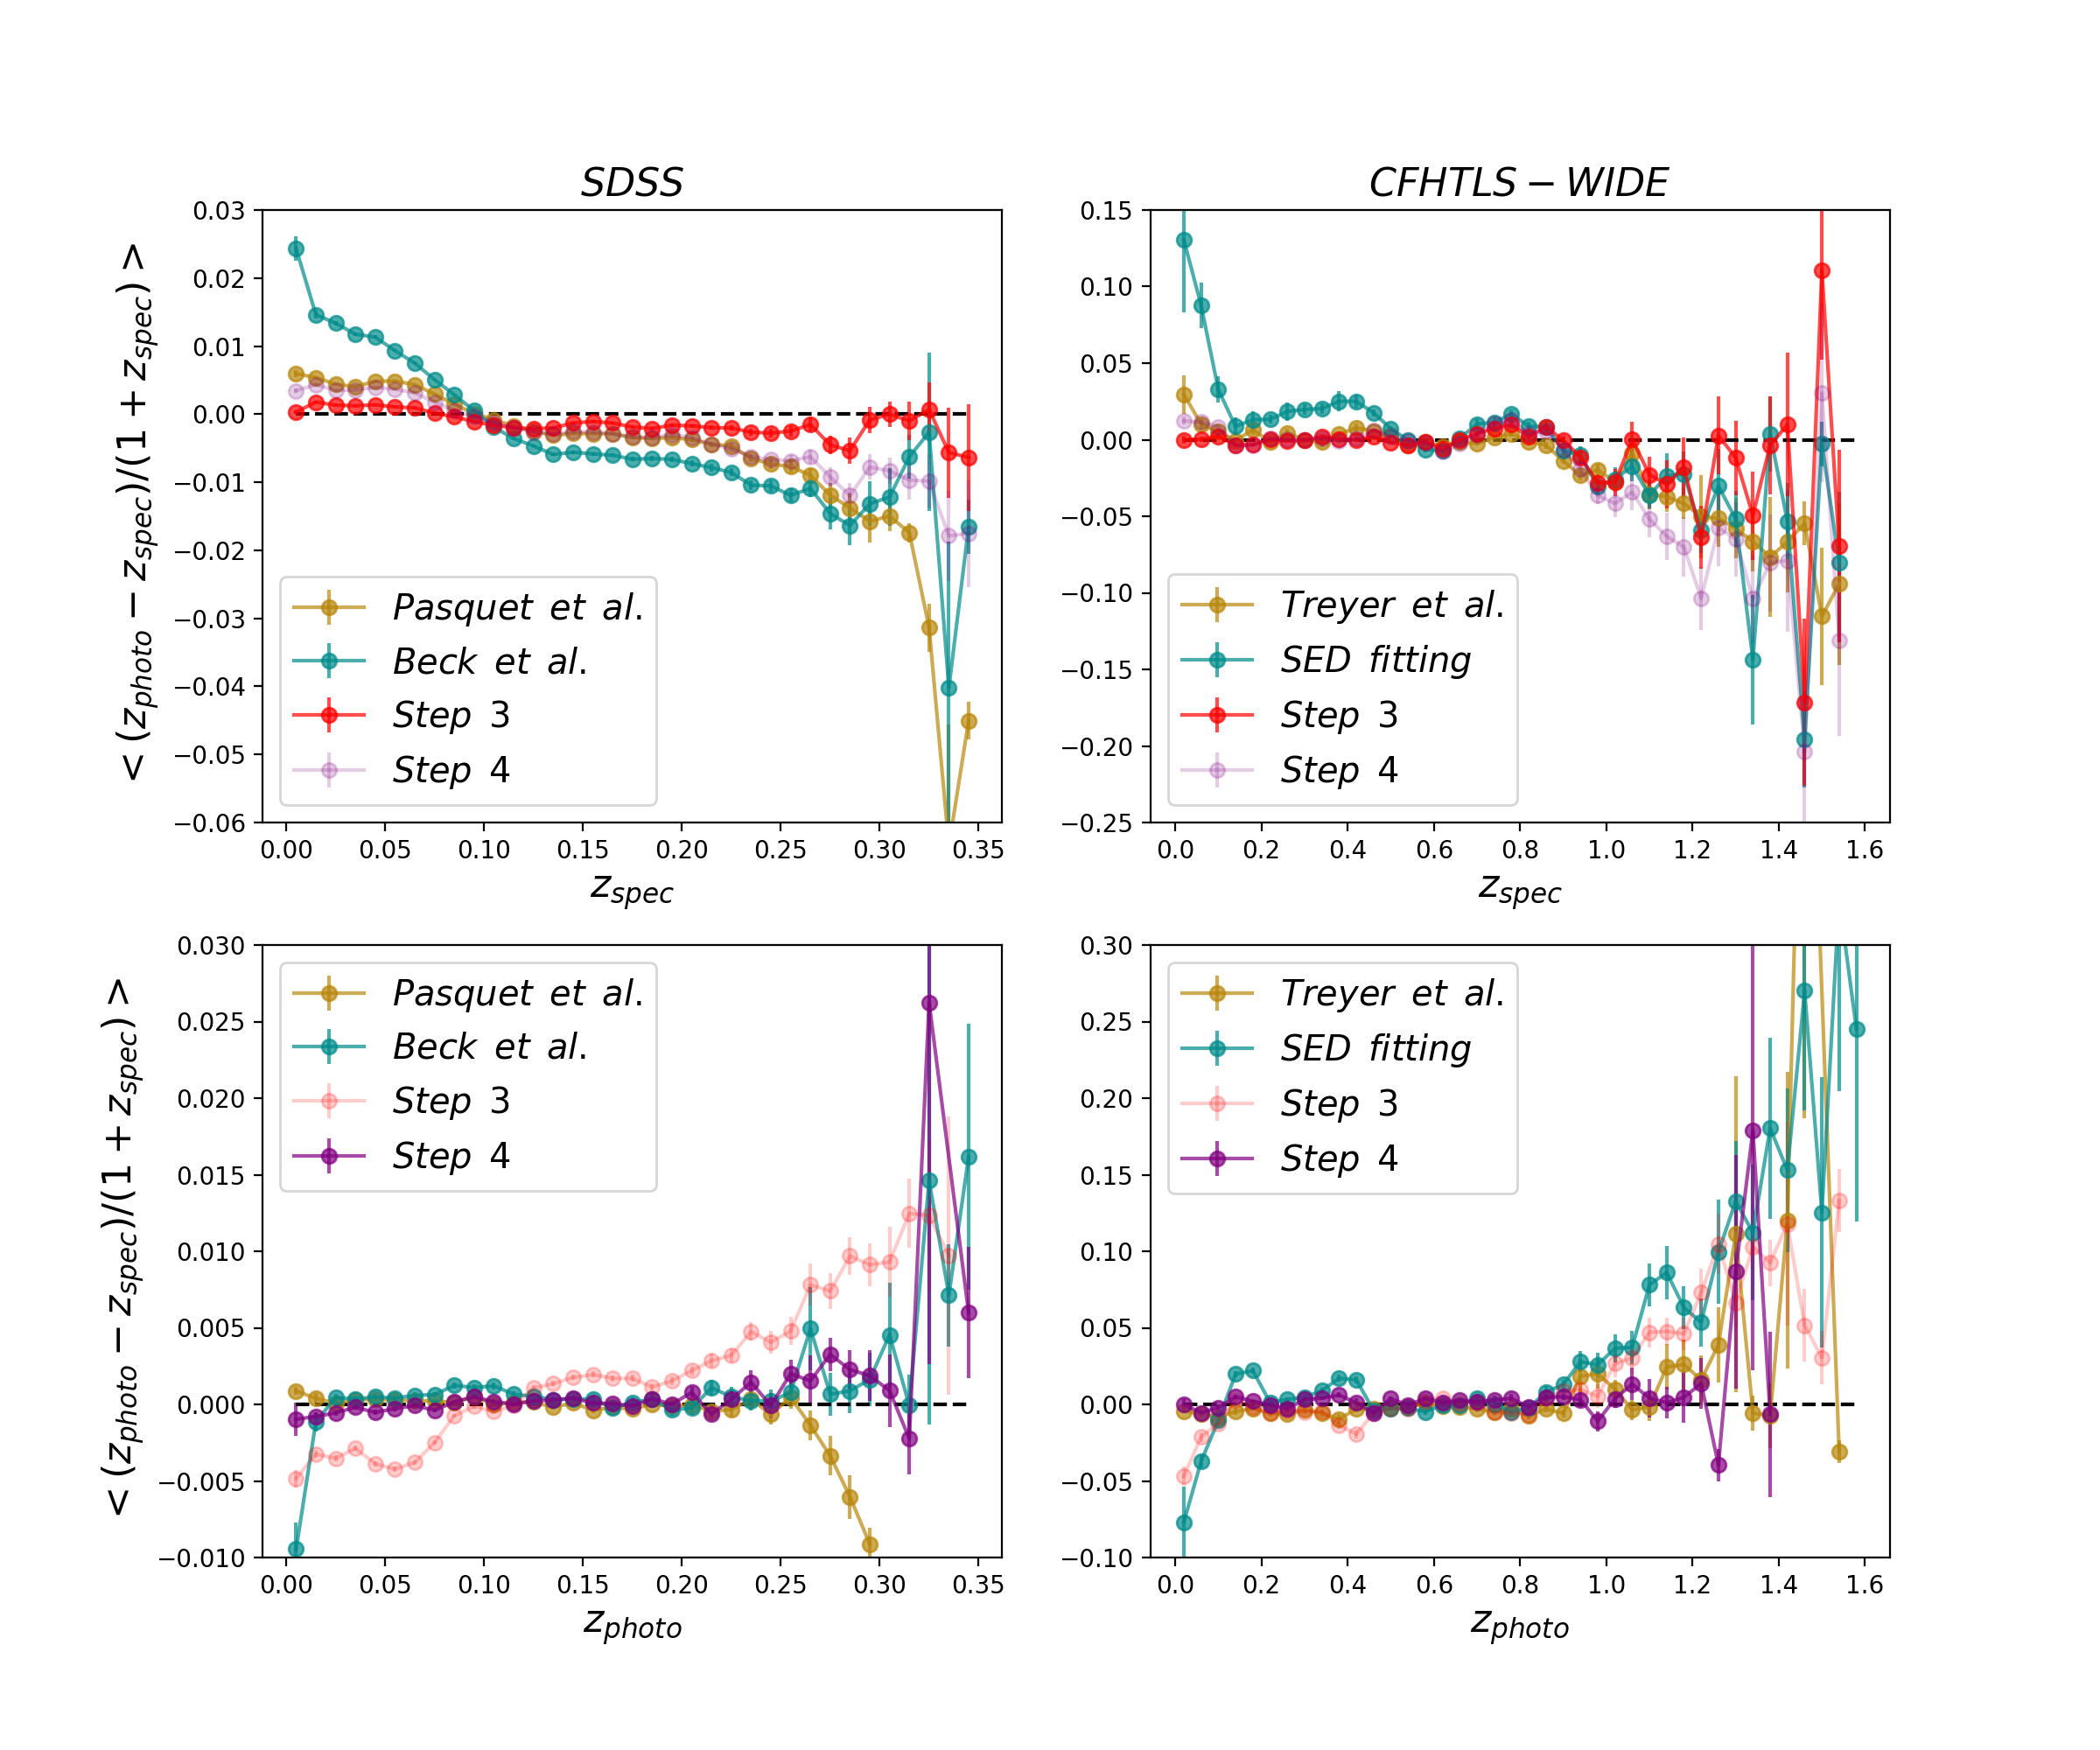 SDSS
CFHTLS − WIDE
< (z_photo − z_spec)/(1 + z_spec) >
0.03
0.02
0.01
0.00
−0.01
−0.02
−0.03
−0.04
−0.05
−0.06
Pasquet et al.
Beck et al.
Step 3
Step 4
0.00 0.05 0.10 0.15 0.20 0.25 0.30 0.35
z_spec
0.15
0.10
0.05
0.00
−0.05
−0.10
−0.15
−0.20
−0.25
Treyer et al.
SED fitting
Step 3
Step 4
0.0 0.2 0.4 0.6 0.8 1.0 1.2 1.4 1.6
z_spec
< (z_photo − z_spec)/(1 + z_spec) >
0.030
0.025
0.020
0.015
0.010
0.005
0.000
−0.005
−0.010
Pasquet et al.
Beck et al.
Step 3
Step 4
0.00 0.05 0.10 0.15 0.20 0.25 0.30 0.35
z_photo
0.30
0.25
0.20
0.15
0.10
0.05
0.00
−0.05
−0.10
Treyer et al.
SED fitting
Step 3
Step 4
0.0 0.2 0.4 0.6 0.8 1.0 1.2 1.4 1.6
z_photo